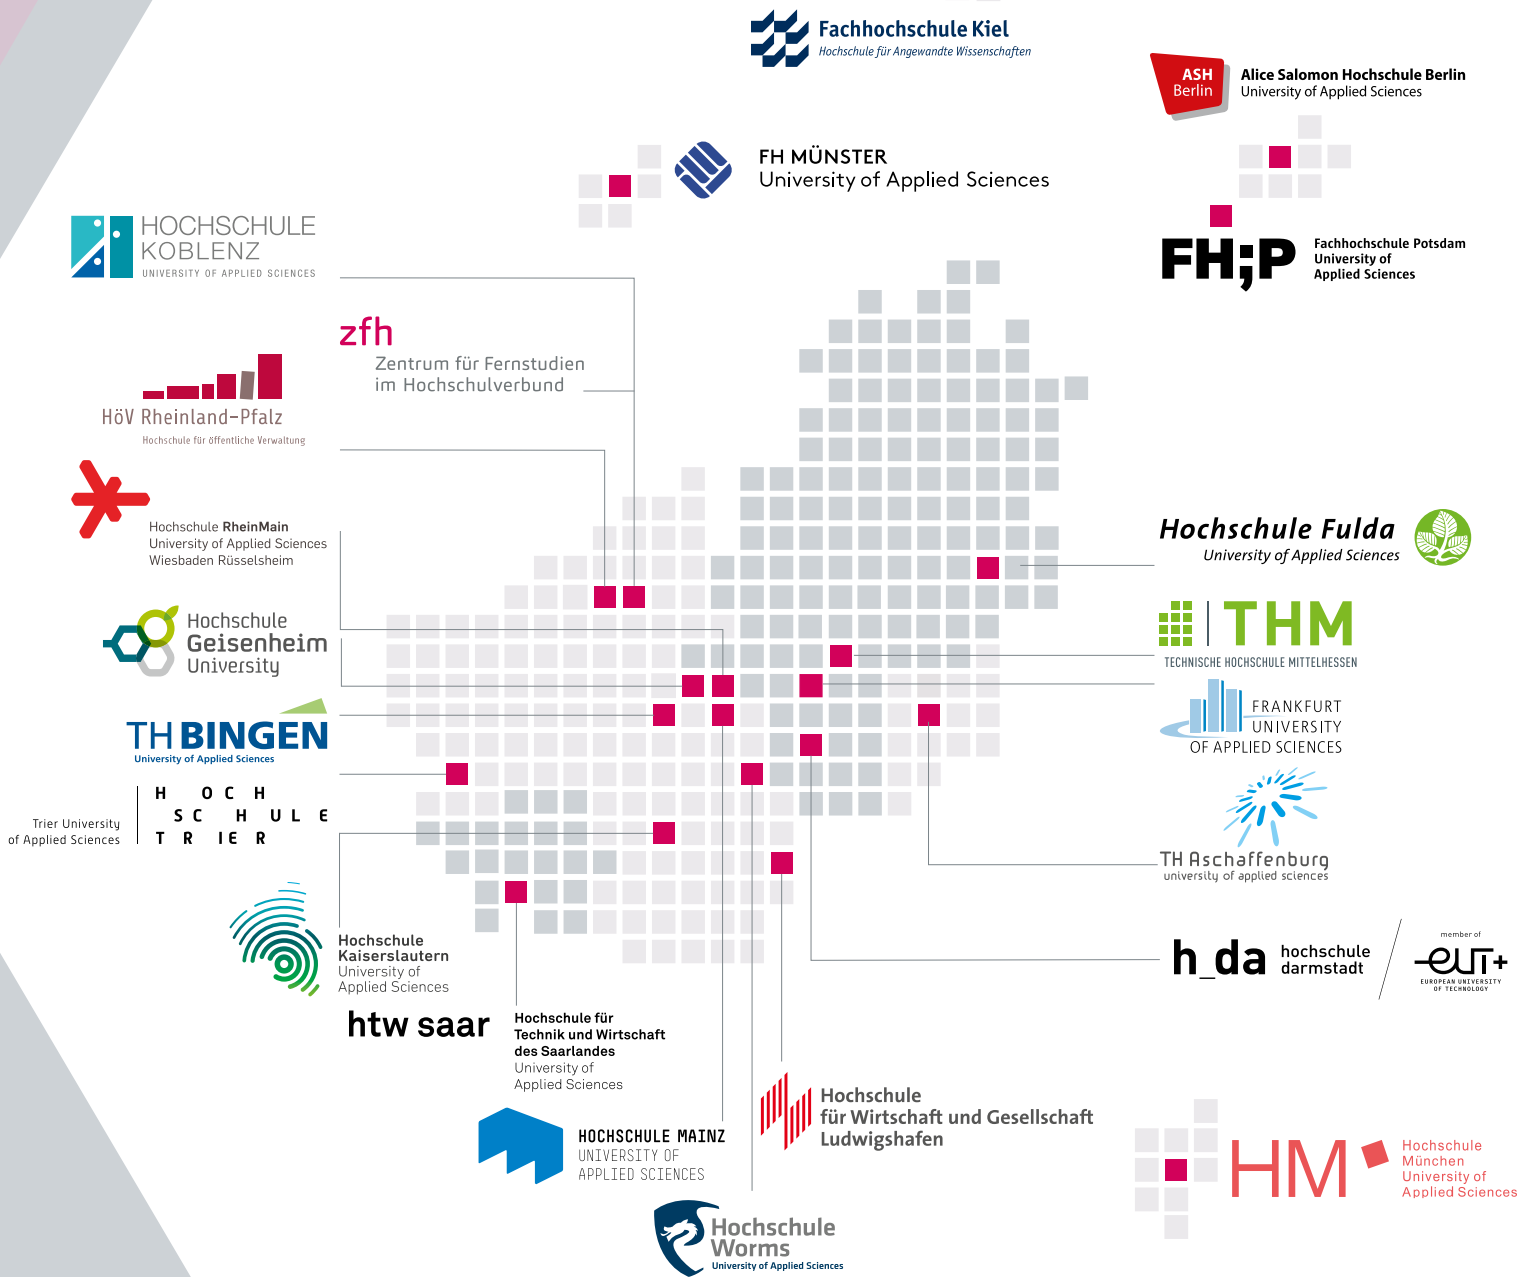 Fachhochschule Kiel
Hochschule für Angewandte Wissenschaften
ASH
Berlin
Alice Salomon Hochschule Berlin
University of Applied Sciences
FH MÜNSTER
University of Applied Sciences
FH;P
Fachhochschule Potsdam
University of
Applied Sciences
HOCHSCHULE
KOBLENZ
UNIVERSITY OF APPLIED SCIENCES
zfh
Zentrum für Fernstudien
im Hochschulverbund
HöV Rheinland-Pfalz
Hochschule für öffentliche Verwaltung
Hochschule RheinMain
University of Applied Sciences
Wiesbaden Rüsselsheim
Hochschule
Geisenheim
University
TH BINGEN
University of Applied Sciences
HOCH
SCHULE
TRIER
Trier University
of Applied Sciences
Hochschule
Kaiserslautern
University of
Applied Sciences
htw saar
Hochschule für
Technik und Wirtschaft
des Saarlandes
University of
Applied Sciences
HOCHSCHULE MAINZ
UNIVERSITY OF
APPLIED SCIENCES
Hochschule
Worms
University of Applied Sciences
Hochschule
für Wirtschaft und Gesellschaft
Ludwigshafen
Hochschule Fulda
University of Applied Sciences
THM
TECHNISCHE HOCHSCHULE MITTELHESSEN
FRANKFURT
UNIVERSITY
OF APPLIED SCIENCES
TH Aschaffenburg
university of applied sciences
h_da
hochschule
darmstadt
member of
eut+
EUROPEAN UNIVERSITY
OF TECHNOLOGY
HM
Hochschule
München
University of
Applied Sciences